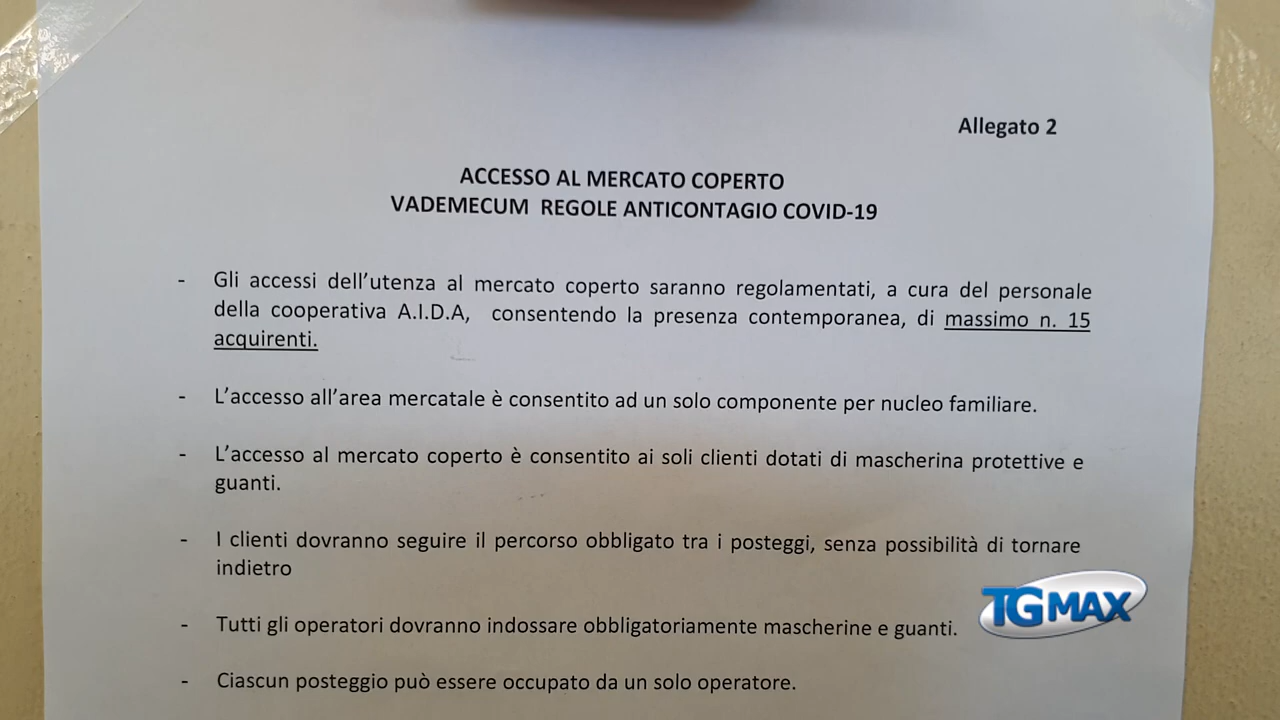 Allegato 2
ACCESSO AL MERCATO COPERTO
VADEMECUM REGOLE ANTICONTAGIO COVID-19
- Gli accessi dell'utenza al mercato coperto saranno regolamentati, a cura del personale
della cooperativa A.I.D.A, consentendo la presenza contemporanea, di massimo n. 15
acquirenti.
- L'accesso all'area mercatale è consentito ad un solo componente per nucleo familiare.
- L'accesso al mercato coperto è consentito ai soli clienti dotati di mascherina protettive e
guanti.
- I clienti dovranno seguire il percorso obbligato tra i posteggi, senza possibilità di tornare
indietro
- Tutti gli operatori dovranno indossare obbligatoriamente mascherine e guanti.
TGMAX
- Ciascun posteggio può essere occupato da un solo operatore.